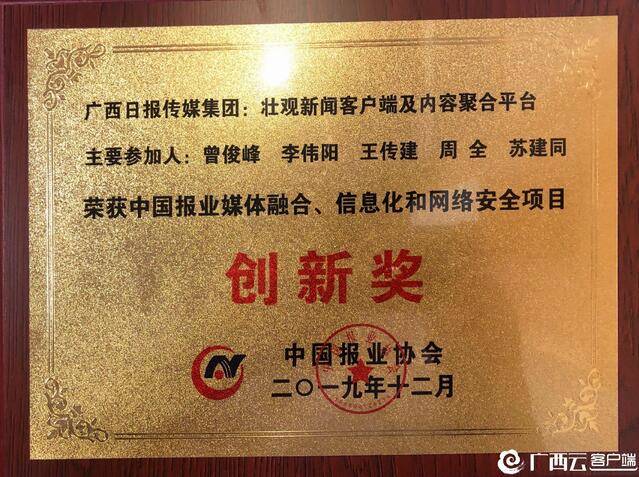 广西日报传媒集团：壮观新闻客户端及内容聚合平台
主要参加人：曾俊峰 李伟阳 王传建 周全 苏建同
荣获中国报业媒体融合、信息化和网络安全项目
创新奖
中国报业协会
二〇一九年十二月
广西云客户端